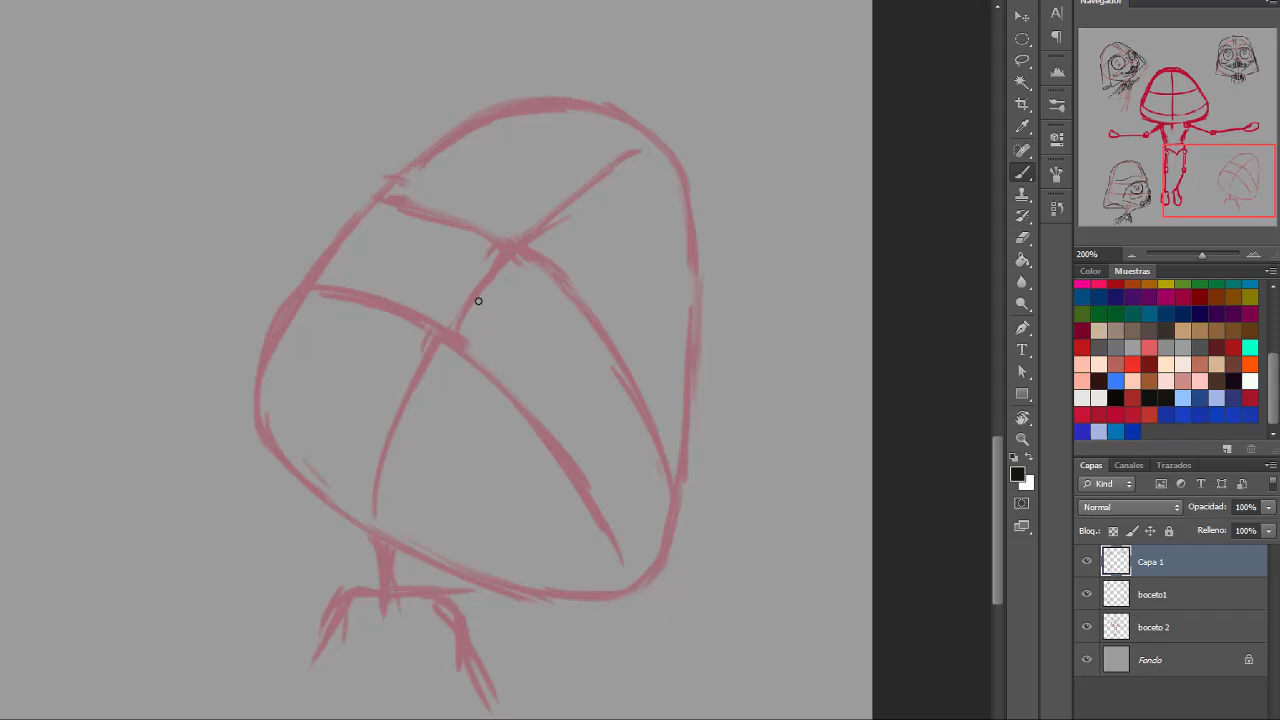 Navegador
200%
Color Muestras
Capas Canales Trazados
Kind
Normal Opacidad: 100%
Bloq.: Relleno: 100%
Capa 1
boceto1
boceto 2
Fondo